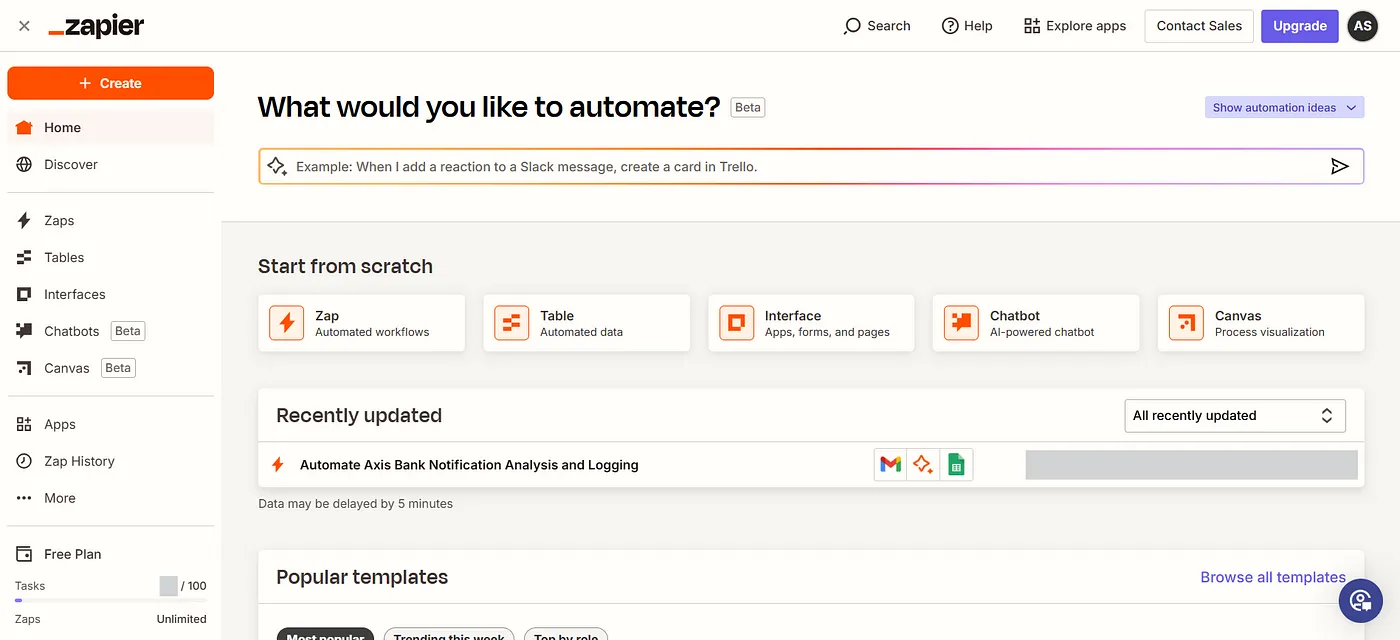 zapier
Search
Help
Explore apps
Contact Sales
Upgrade
AS
Create
Home
Discover
Zaps
Tables
Interfaces
Chatbots Beta
Canvas Beta
Apps
Zap History
More
Free Plan
Tasks / 100
Zaps Unlimited
What would you like to automate? Beta
Show automation ideas
Example: When I add a reaction to a Slack message, create a card in Trello.
Start from scratch
Zap
Automated workflows
Table
Automated data
Interface
Apps, forms, and pages
Chatbot
AI-powered chatbot
Canvas
Process visualization
Recently updated
All recently updated
Automate Axis Bank Notification Analysis and Logging
Data may be delayed by 5 minutes
Popular templates
Browse all templates
Most popular
Trending this week
Top by role